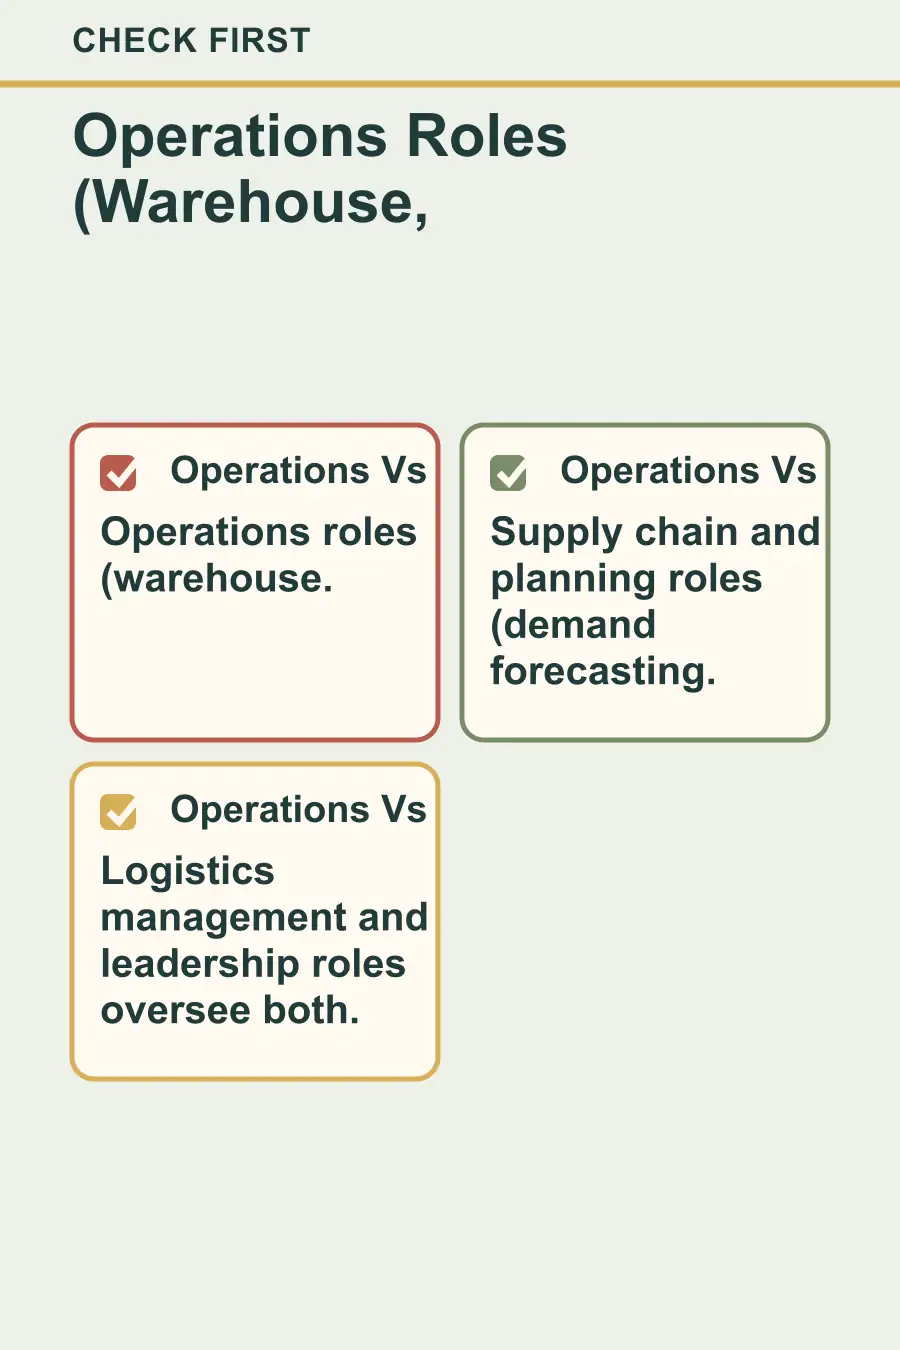 CHECK FIRST
Operations Roles
(Warehouse,
Operations Vs
Operations roles
(warehouse.
Operations Vs
Supply chain and
planning roles
(demand
forecasting.
Operations Vs
Logistics
management and
leadership roles
oversee both.